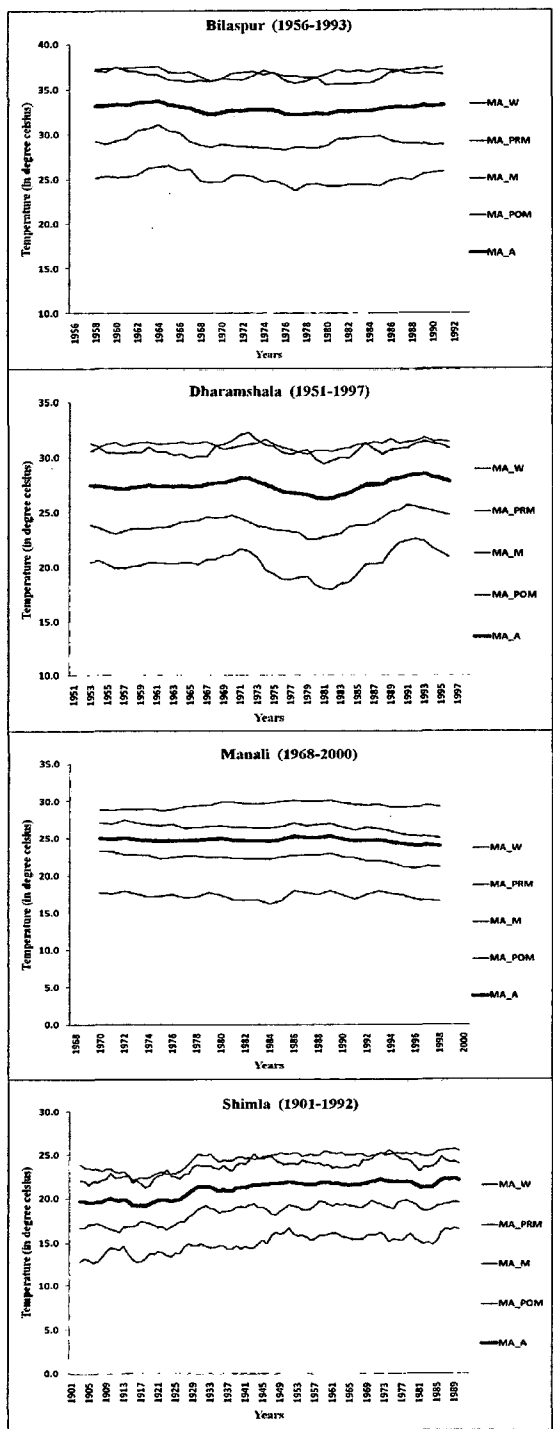 Bilaspur (1956-1993)
Temperature (in degree celsius)
40.0
35.0
30.0
25.0
20.0
15.0
10.0
MA_W
MA_PRM
MA_M
MA_POM
MA_A
1956 1958 1960 1962 1964 1966 1968 1970 1972 1974 1976 1978 1980 1982 1984 1986 1988 1990 1992
Years
Dharamshala (1951-1997)
Temperature (in degree celsius)
35.0
30.0
25.0
20.0
15.0
10.0
MA_W
MA_PRM
MA_M
MA_POM
MA_A
1951 1953 1955 1957 1959 1961 1963 1965 1967 1969 1971 1973 1975 1977 1979 1981 1983 1985 1987 1989 1991 1993 1995 1997
Years
Manali (1968-2000)
Temperature (in degree celsius)
35.0
30.0
25.0
20.0
15.0
10.0
5.0
0.0
MA_W
MA_PRM
MA_M
MA_POM
MA_A
1968 1970 1972 1974 1976 1978 1980 1982 1984 1986 1988 1990 1992 1994 1996 1998 2000
Years
Shimla (1901-1992)
Temperature (in degree celsius)
30.0
25.0
20.0
15.0
10.0
5.0
0.0
MA_W
MA_PRM
MA_M
MA_POM
MA_A
1901 1905 1909 1913 1917 1921 1925 1929 1933 1937 1941 1945 1949 1953 1957 1961 1965 1969 1973 1977 1981 1985 1989
Years